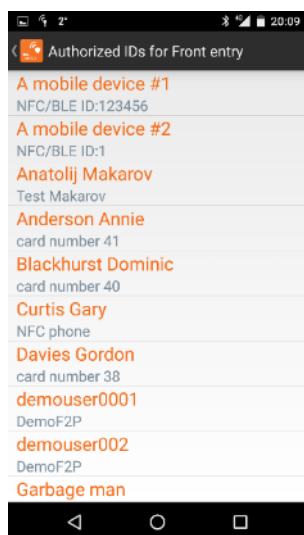 2° 4G 20:09
Authorized IDs for Front entry
A mobile device #1
NFC/BLE ID:123456
A mobile device #2
NFC/BLE ID:1
Anatolij Makarov
Test Makarov
Anderson Annie
card number 41
Blackhurst Dominic
card number 40
Curtis Gary
NFC phone
Davies Gordon
card number 38
demouser0001
DemoF2P
demouser002
DemoF2P
Garbage man